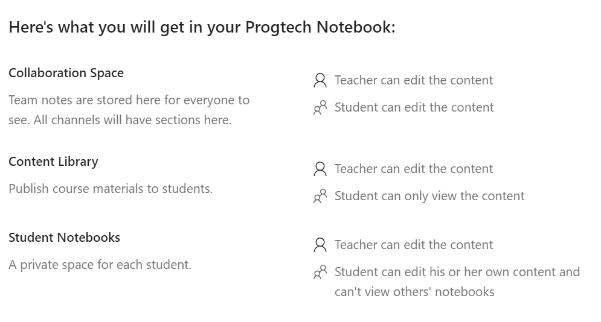 Here's what you will get in your Progtech Notebook:
Collaboration Space
Team notes are stored here for everyone to
see. All channels will have sections here.
Teacher can edit the content
Student can edit the content
Content Library
Publish course materials to students.
Teacher can edit the content
Student can only view the content
Student Notebooks
A private space for each student.
Teacher can edit the content
Student can edit his or her own content and
can't view others' notebooks